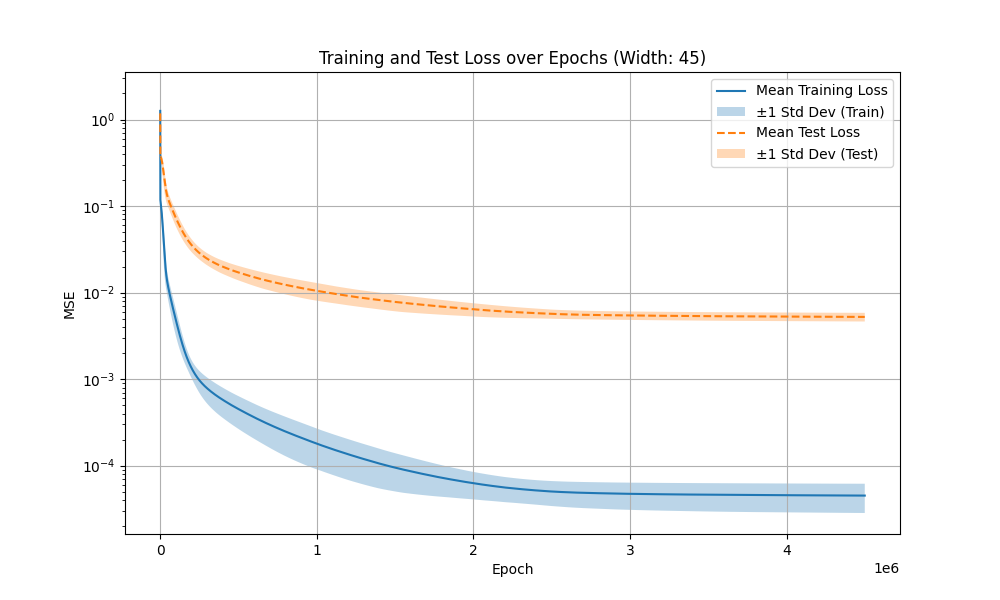 Training and Test Loss over Epochs (Width: 45)
Mean Training Loss
±1 Std Dev (Train)
Mean Test Loss
±1 Std Dev (Test)
MSE
10⁰
10⁻¹
10⁻²
10⁻³
10⁻⁴
0 1 2 3 4
1e6
Epoch